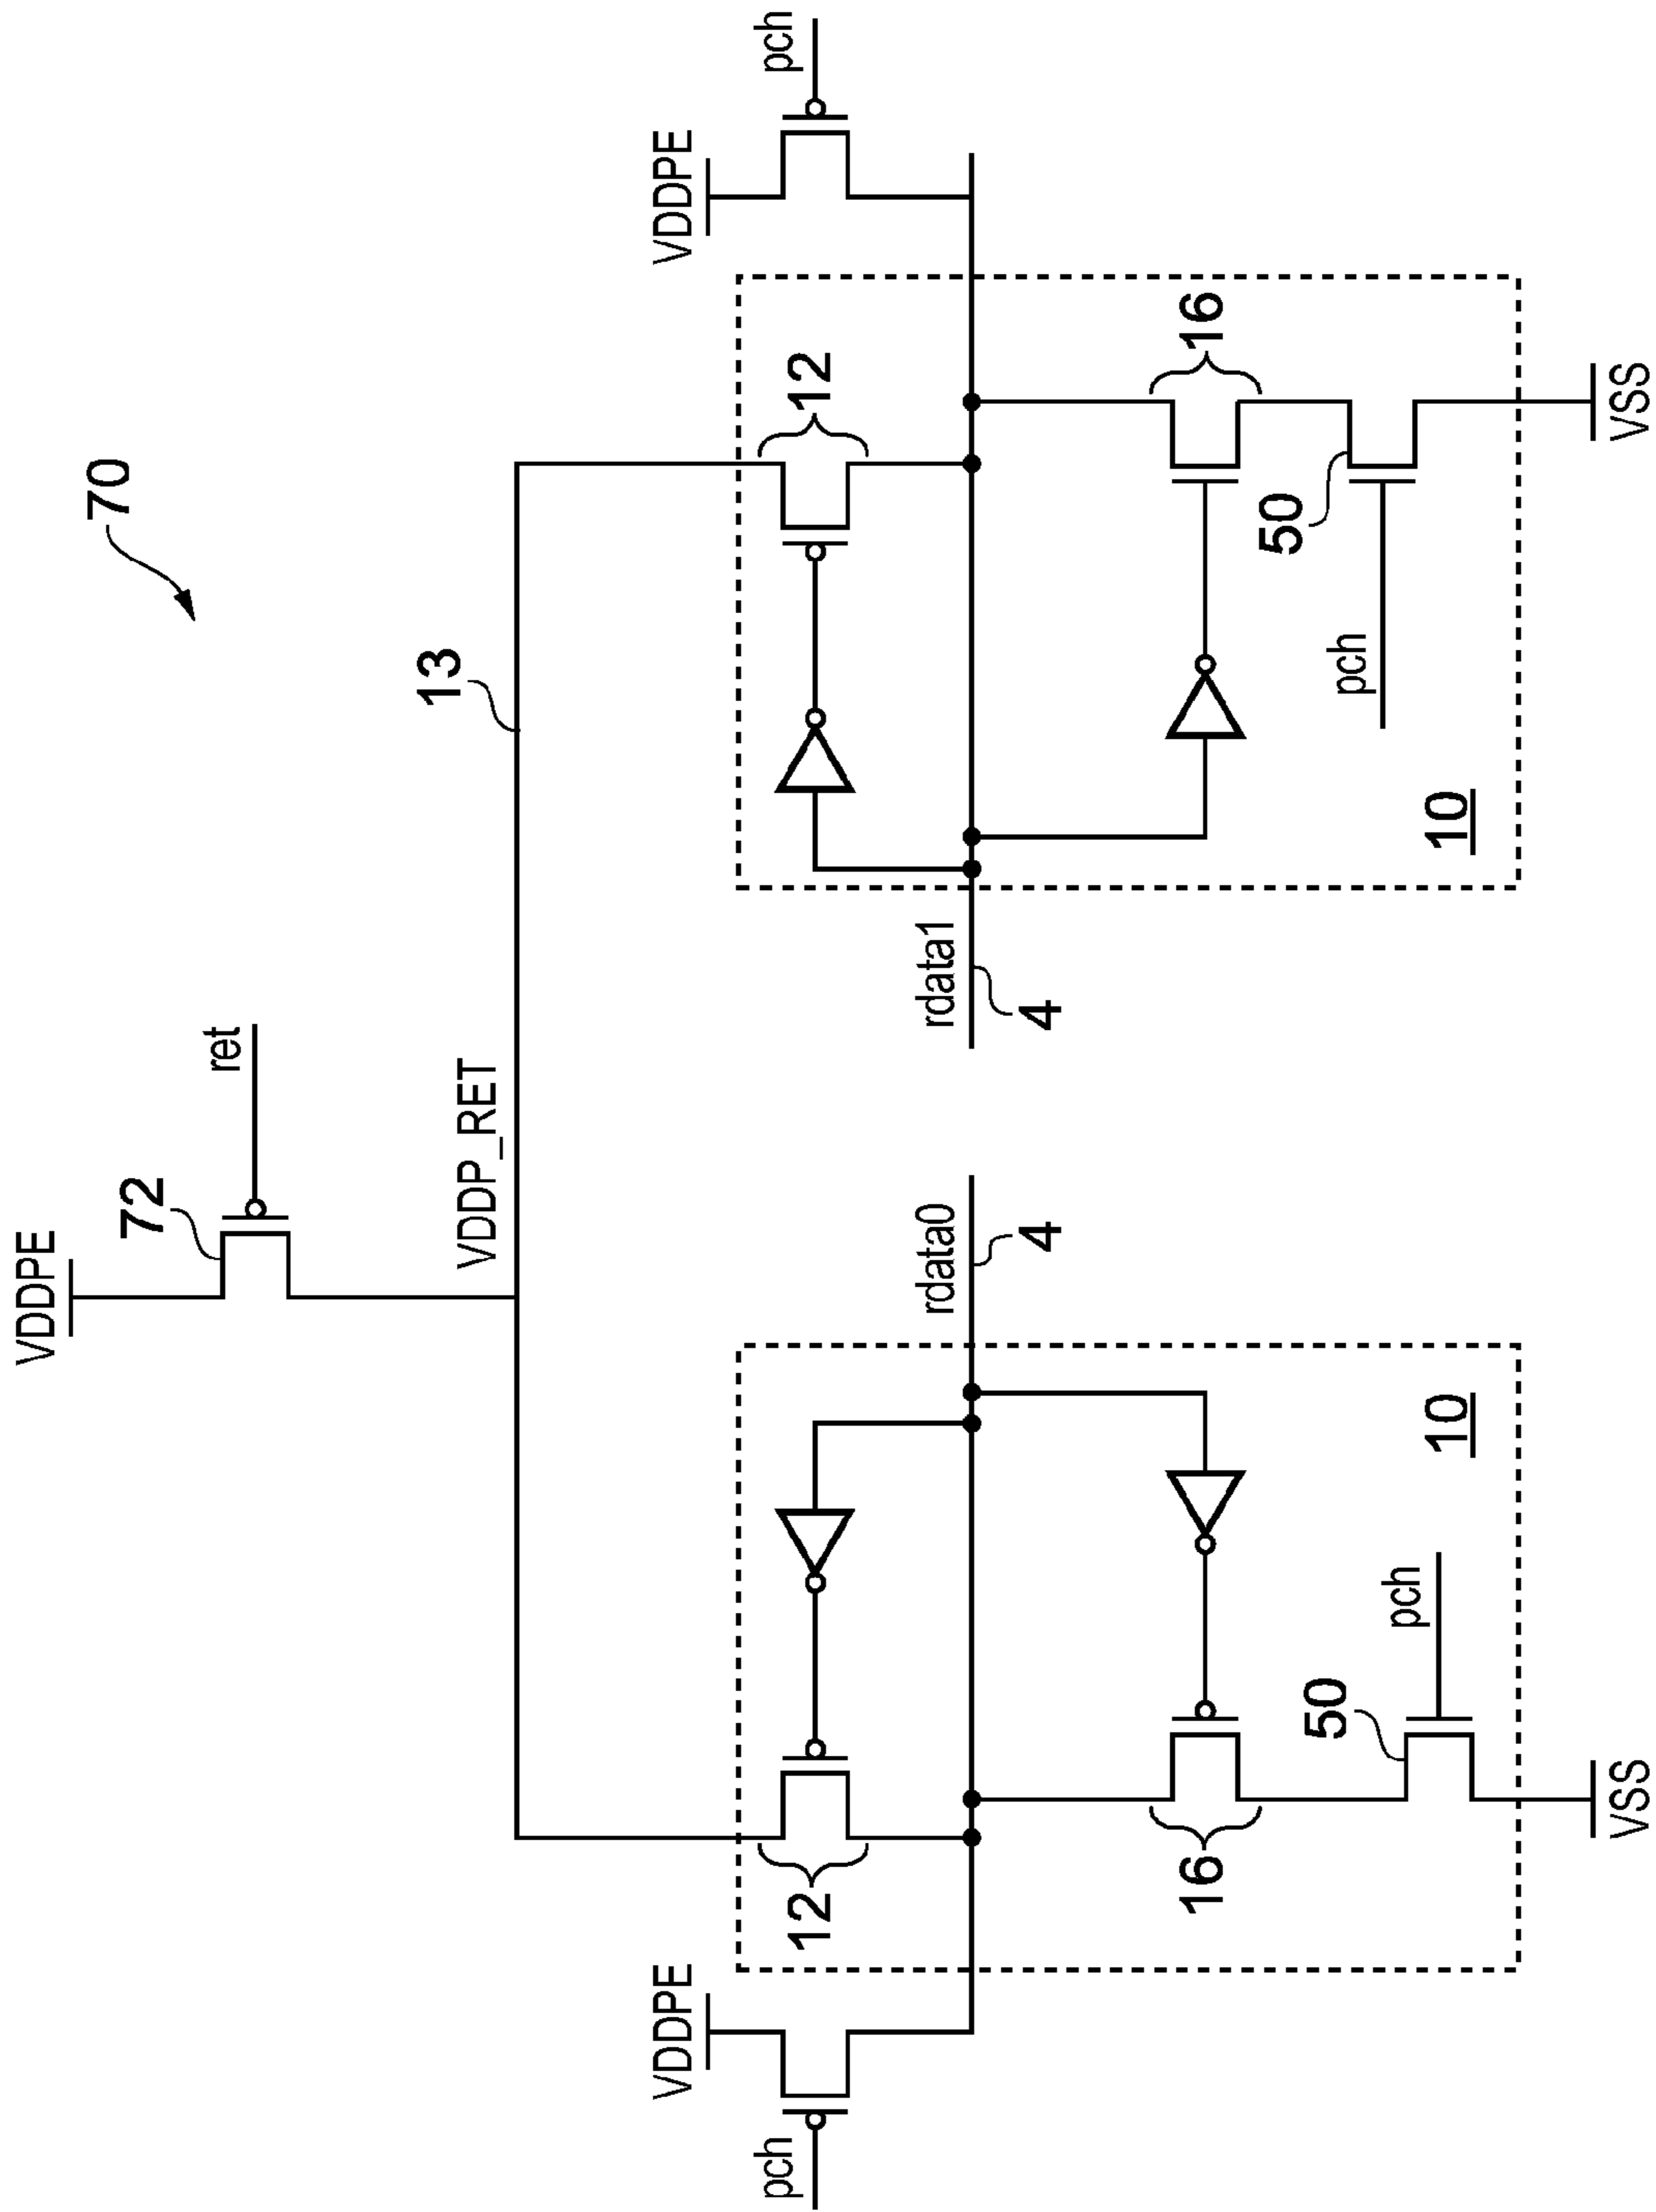 70
VDDPE
72
ret
VDDP_RET
13
pch
VDDPE
12
12
VDDPE
pch
rdata0
4
rdata1
4
16
50
pch
10
VSS
16
50
pch
10
VSS